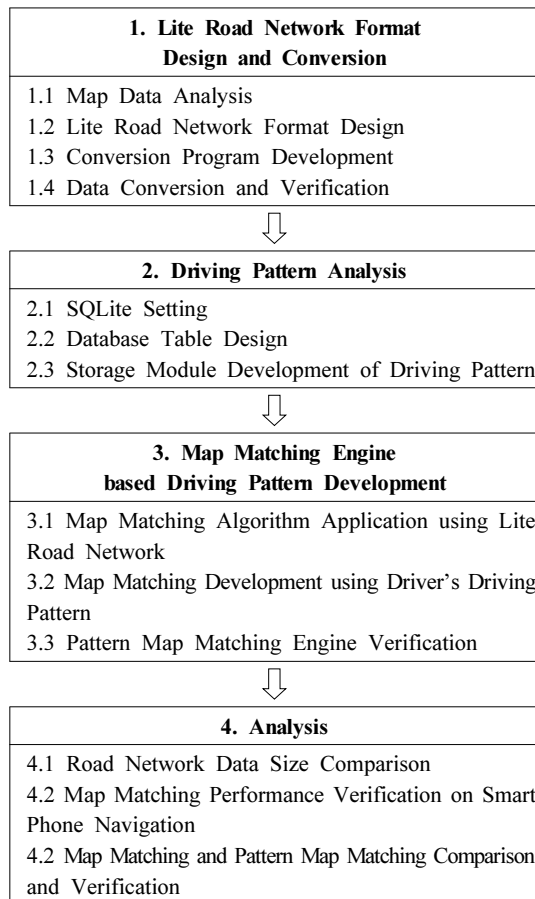 1. Lite Road Network Format
Design and Conversion
1.1 Map Data Analysis
1.2 Lite Road Network Format Design
1.3 Conversion Program Development
1.4 Data Conversion and Verification
2. Driving Pattern Analysis
2.1 SQLite Setting
2.2 Database Table Design
2.3 Storage Module Development of Driving Pattern
3. Map Matching Engine
based Driving Pattern Development
3.1 Map Matching Algorithm Application using Lite
Road Network
3.2 Map Matching Development using Driver's Driving
Pattern
3.3 Pattern Map Matching Engine Verification
4. Analysis
4.1 Road Network Data Size Comparison
4.2 Map Matching Performance Verification on Smart
Phone Navigation
4.2 Map Matching and Pattern Map Matching Comparison
and Verification